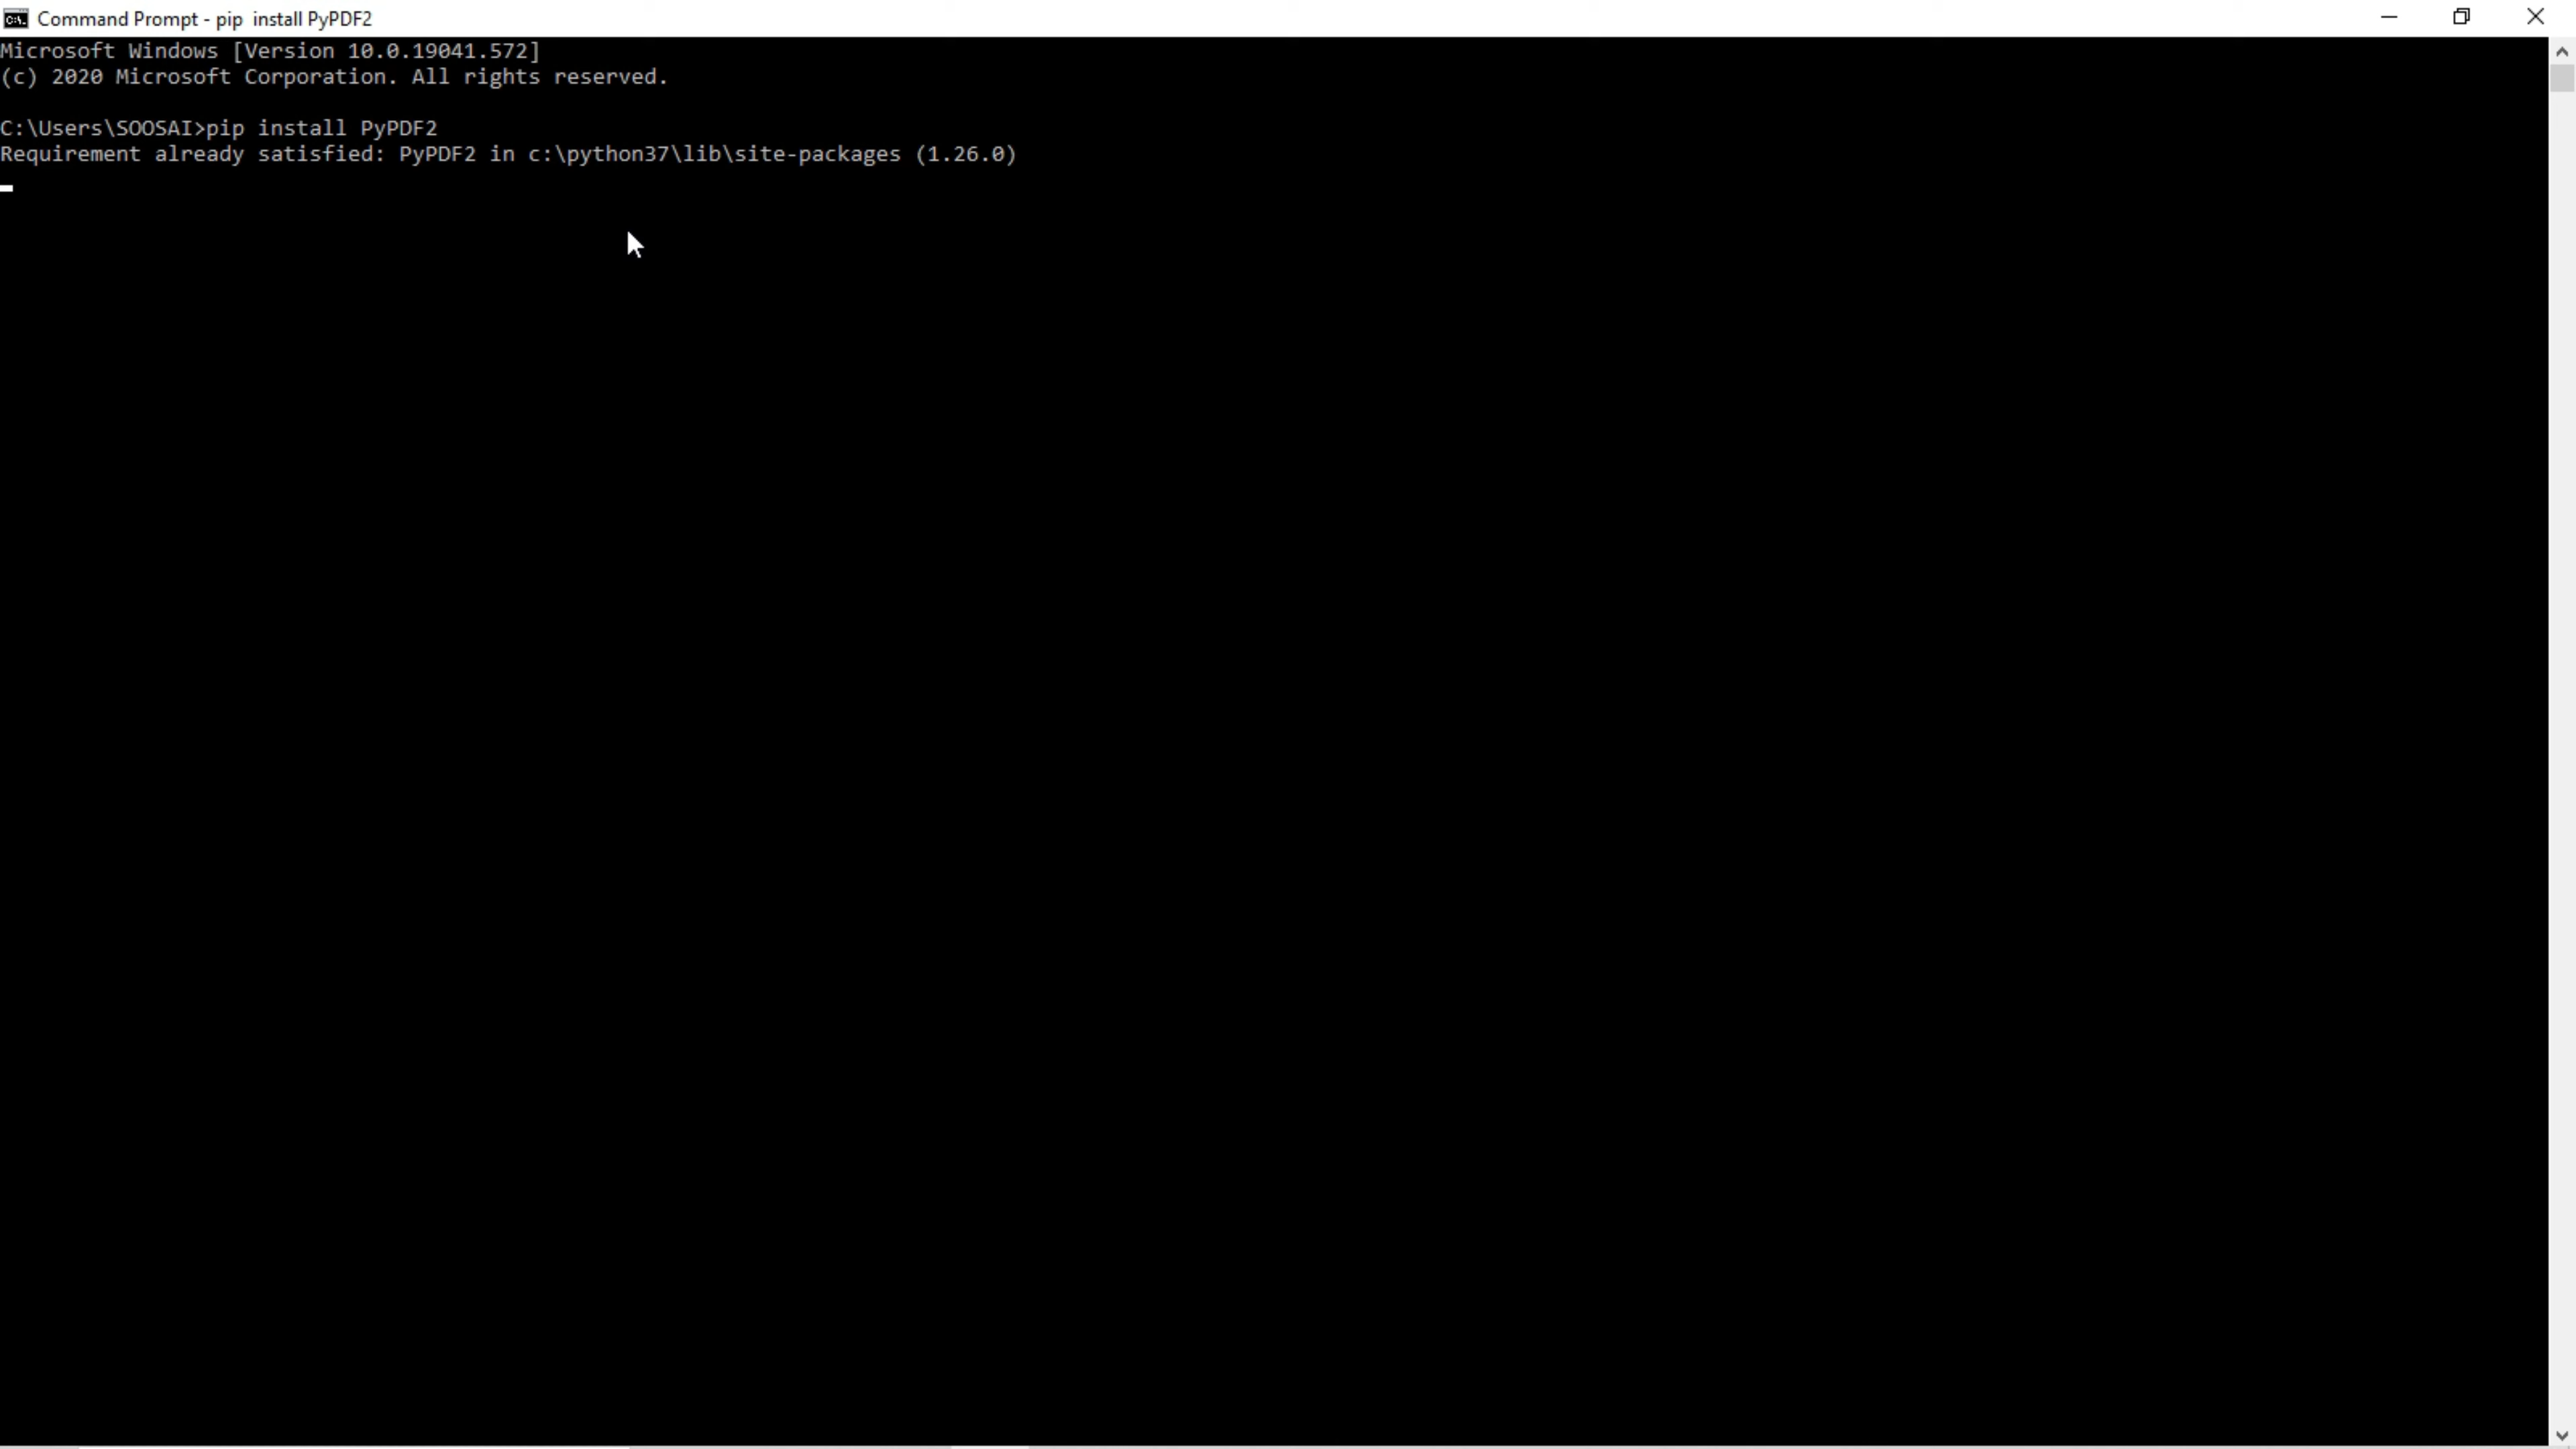 Command Prompt - pip  install PyPDF2
Microsoft Windows [Version 10.0.19041.572]
(c) 2020 Microsoft Corporation. All rights reserved.
C:\Users\SOOSAI>pip install PyPDF2
Requirement already satisfied: PyPDF2 in c:\python37\lib\site-packages (1.26.0)